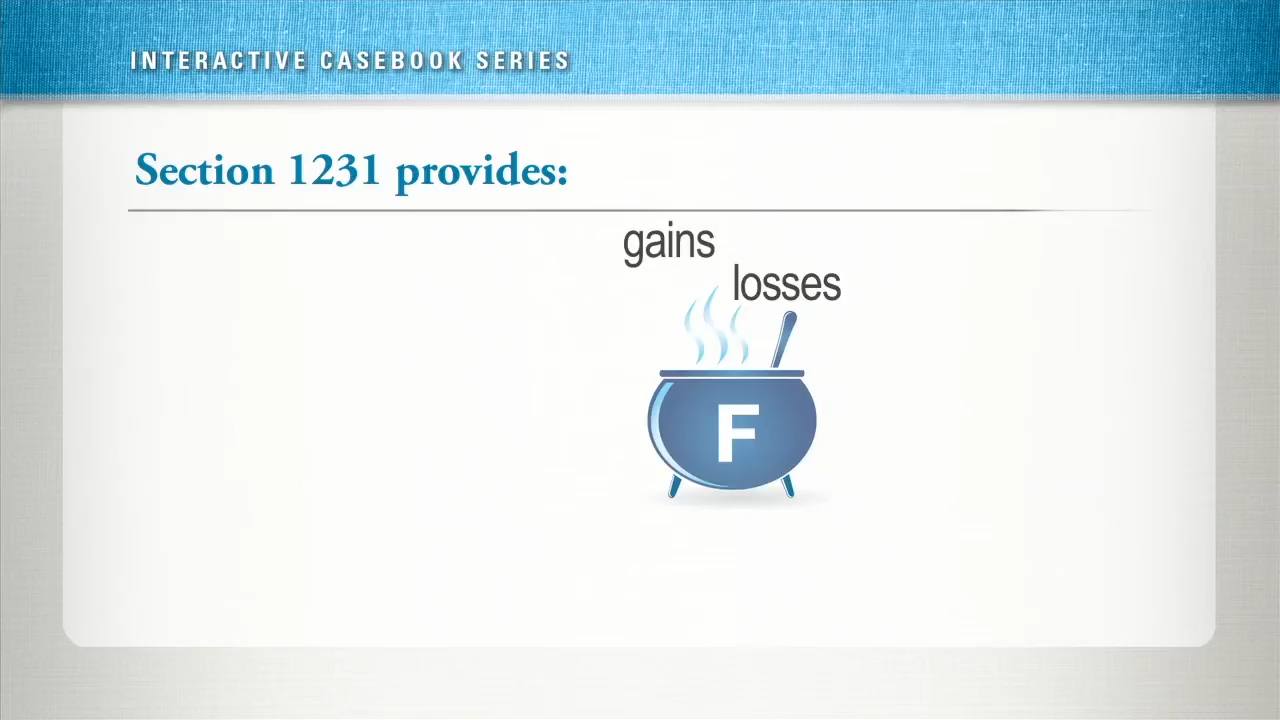 INTERACTIVE CASEBOOK SERIES
Section 1231 provides:
gains
losses
F